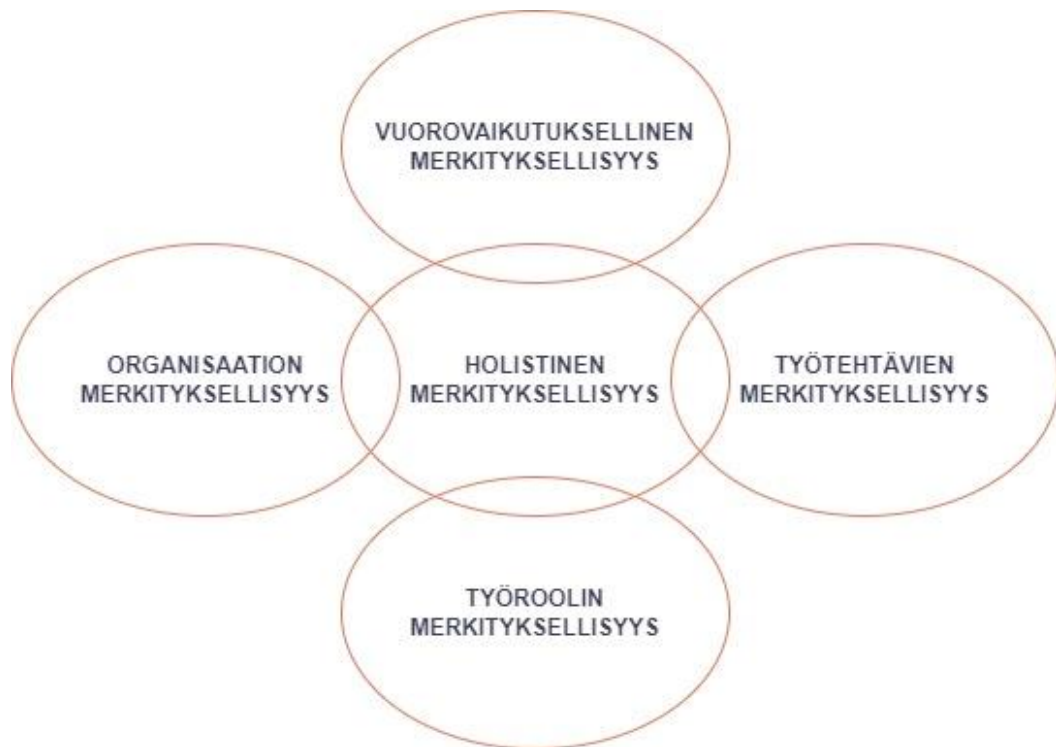 VUOROVAIKUTUKSELLINEN
MERKITYKSELLISYYS
ORGANISAATION
MERKITYKSELLISYYS
HOLISTINEN
MERKITYKSELLISYYS
TYÖTEHTÄVIEN
MERKITYKSELLISYYS
TYÖROOLIN
MERKITYKSELLISYYS